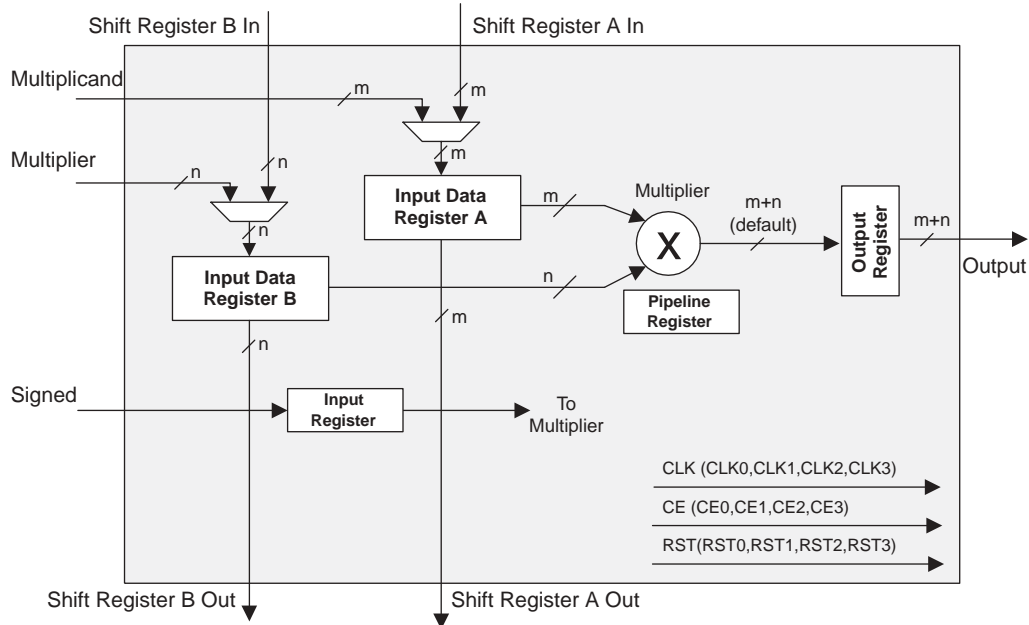 Shift Register B In
Shift Register A In
Multiplicand
m
m
Multiplier
n
n
m
Input Data
Register A
m
Multiplier
X
m+n
(default)
Output
Register
m+n
Output
n
Input Data
Register B
n
Pipeline
Register
m
n
Signed
Input
Register
To
Multiplier
CLK (CLK0,CLK1,CLK2,CLK3)
CE (CE0,CE1,CE2,CE3)
RST(RST0,RST1,RST2,RST3)
Shift Register B Out
Shift Register A Out